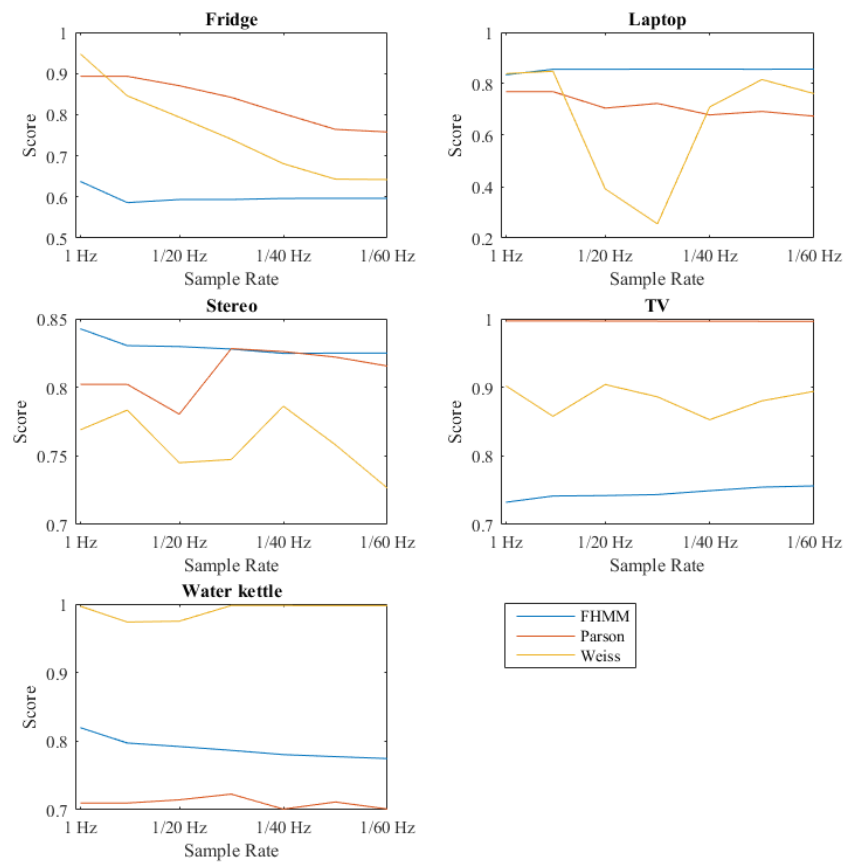 Fridge
1
0.9
0.8
0.7
0.6
0.5
Score
1 Hz 1/20 Hz 1/40 Hz 1/60 Hz
Sample Rate
Laptop
1
0.8
0.6
0.4
0.2
Score
1 Hz 1/20 Hz 1/40 Hz 1/60 Hz
Sample Rate
Stereo
0.85
0.8
0.75
0.7
Score
1 Hz 1/20 Hz 1/40 Hz 1/60 Hz
Sample Rate
TV
1
0.9
0.8
0.7
Score
1 Hz 1/20 Hz 1/40 Hz 1/60 Hz
Sample Rate
Water kettle
1
0.9
0.8
0.7
Score
1 Hz 1/20 Hz 1/40 Hz 1/60 Hz
Sample Rate
FHMM
Parson
Weiss